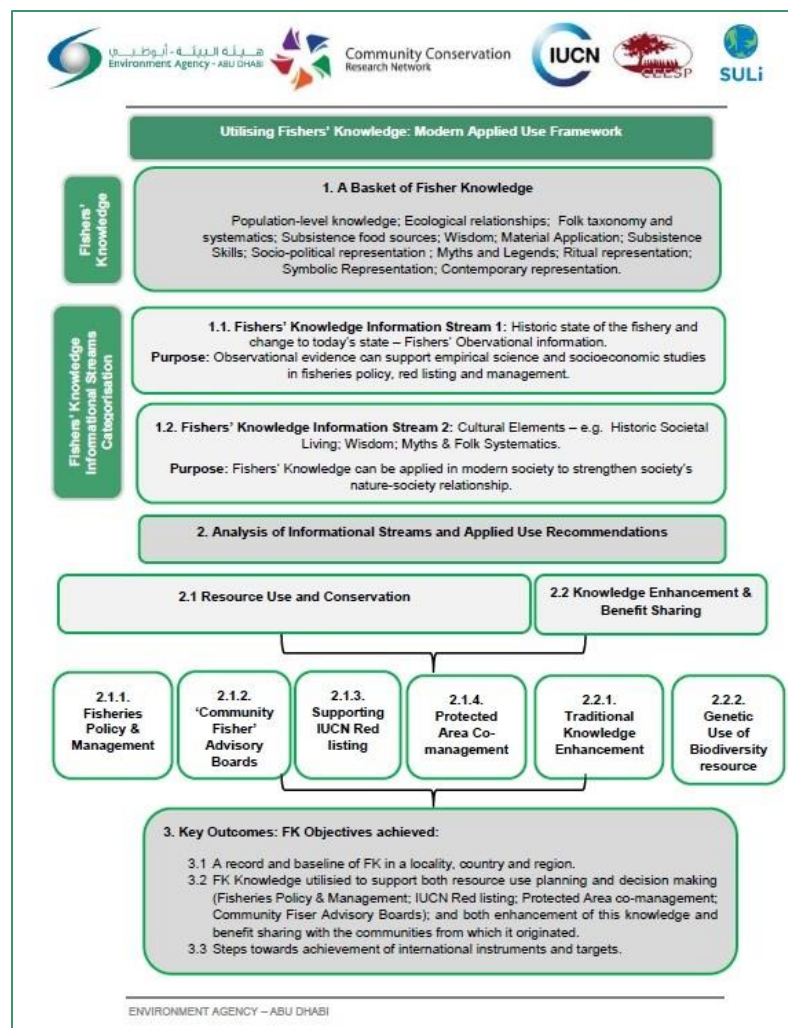 هيئة البيئة - أبوظبي
Environment Agency - ABU DHABI
Community Conservation
Research Network
IUCN
CEESP
SULi
Utilising Fishers' Knowledge: Modern Applied Use Framework
Fishers'
Knowledge
1. A Basket of Fisher Knowledge
Population-level knowledge; Ecological relationships; Folk taxonomy and
systematics; Subsistence food sources; Wisdom; Material Application; Subsistence
Skills; Socio-political representation ; Myths and Legends; Ritual representation;
Symbolic Representation; Contemporary representation.
Fishers' Knowledge
Informational Streams
Categorisation
1.1. Fishers' Knowledge Information Stream 1: Historic state of the fishery and
change to today's state – Fishers' Obervational information.
Purpose: Observational evidence can support empirical science and socioeconomic studies
in fisheries policy, red listing and management.
1.2. Fishers' Knowledge Information Stream 2: Cultural Elements – e.g. Historic Societal
Living; Wisdom; Myths & Folk Systematics.
Purpose: Fishers' Knowledge can be applied in modern society to strengthen society's
nature-society relationship.
2. Analysis of Informational Streams and Applied Use Recommendations
2.1 Resource Use and Conservation
2.2 Knowledge Enhancement &
Benefit Sharing
2.1.1.
Fisheries
Policy &
Management
2.1.2.
'Community
Fisher'
Advisory
Boards
2.1.3.
Supporting
IUCN Red
listing
2.1.4.
Protected
Area Co-
management
2.2.1.
Traditional
Knowledge
Enhancement
2.2.2.
Genetic
Use of
Biodiversity
resource
3. Key Outcomes: FK Objectives achieved:
3.1 A record and baseline of FK in a locality, country and region.
3.2 FK Knowledge utilisied to support both resource use planning and decision making
(Fisheries Policy & Management; IUCN Red listing; Protected Area co-management;
Community Fiser Advisory Boards); and both enhancement of this knowledge and
benefit sharing with the communities from which it originated.
3.3 Steps towards achievement of international instruments and targets.
ENVIRONMENT AGENCY – ABU DHABI